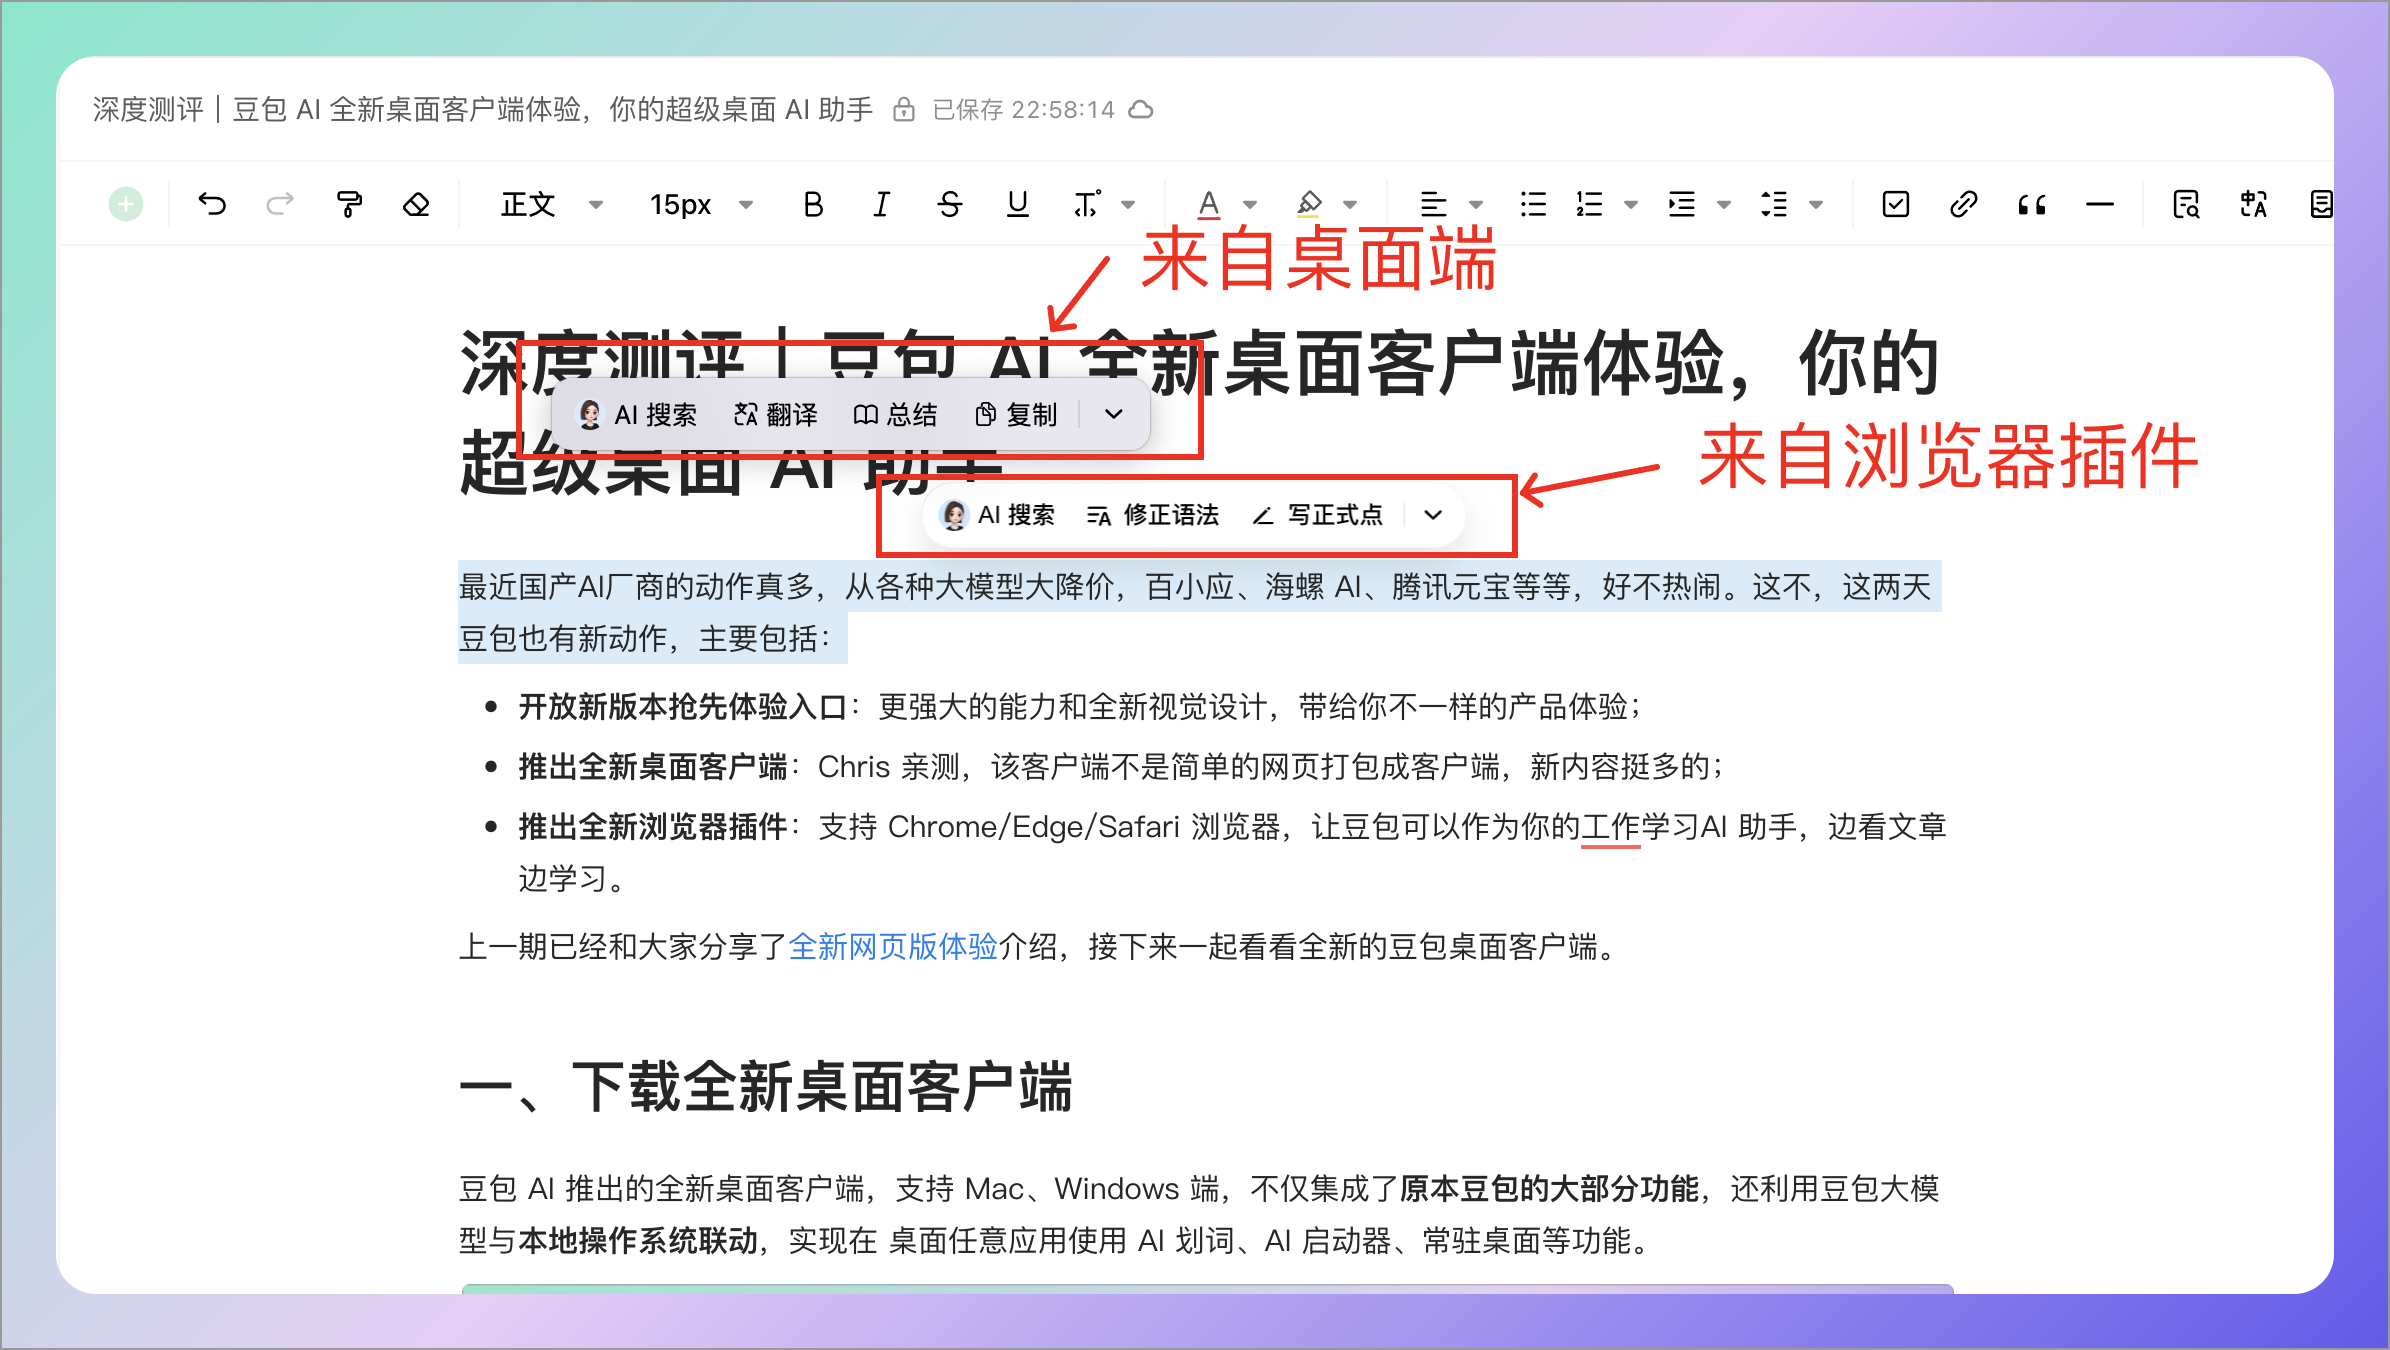 深度测评｜豆包 AI 全新桌面客户端体验，你的超级桌面 AI 助手 已保存 22:58:14
正文 15px B I S U T A
来自桌面端
深度测评｜豆包 AI 全新桌面客户端体验，你的
AI 搜索 翻译 总结 复制
超级桌面 AI 助手
来自浏览器插件
AI 搜索 修正语法 写正式点
最近国产AI厂商的动作真多，从各种大模型大降价，百小应、海螺 AI、腾讯元宝等等，好不热闹。这不，这两天
豆包也有新动作，主要包括：
• 开放新版本抢先体验入口：更强大的能力和全新视觉设计，带给你不一样的产品体验；
• 推出全新桌面客户端：Chris 亲测，该客户端不是简单的网页打包成客户端，新内容挺多的；
• 推出全新浏览器插件：支持 Chrome/Edge/Safari 浏览器，让豆包可以作为你的工作学习AI 助手，边看文章
边学习。
上一期已经和大家分享了全新网页版体验介绍，接下来一起看看全新的豆包桌面客户端。
一、下载全新桌面客户端
豆包 AI 推出的全新桌面客户端，支持 Mac、Windows 端，不仅集成了原本豆包的大部分功能，还利用豆包大模
型与本地操作系统联动，实现在 桌面任意应用使用 AI 划词、AI 启动器、常驻桌面等功能。